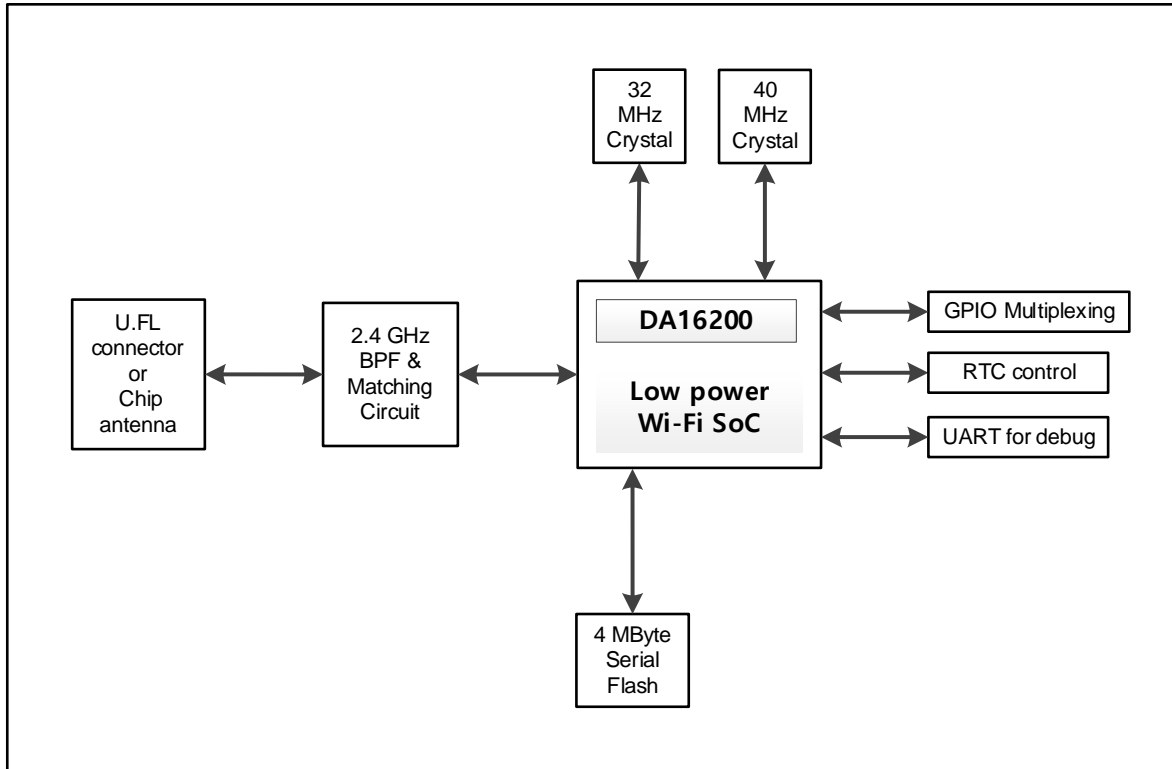 32
MHz
Crystal
40
MHz
Crystal
U.FL
connector
or
Chip
antenna
2.4 GHz
BPF &
Matching
Circuit
DA16200
Low power
Wi-Fi SoC
GPIO Multiplexing
RTC control
UART for debug
4 MByte
Serial
Flash